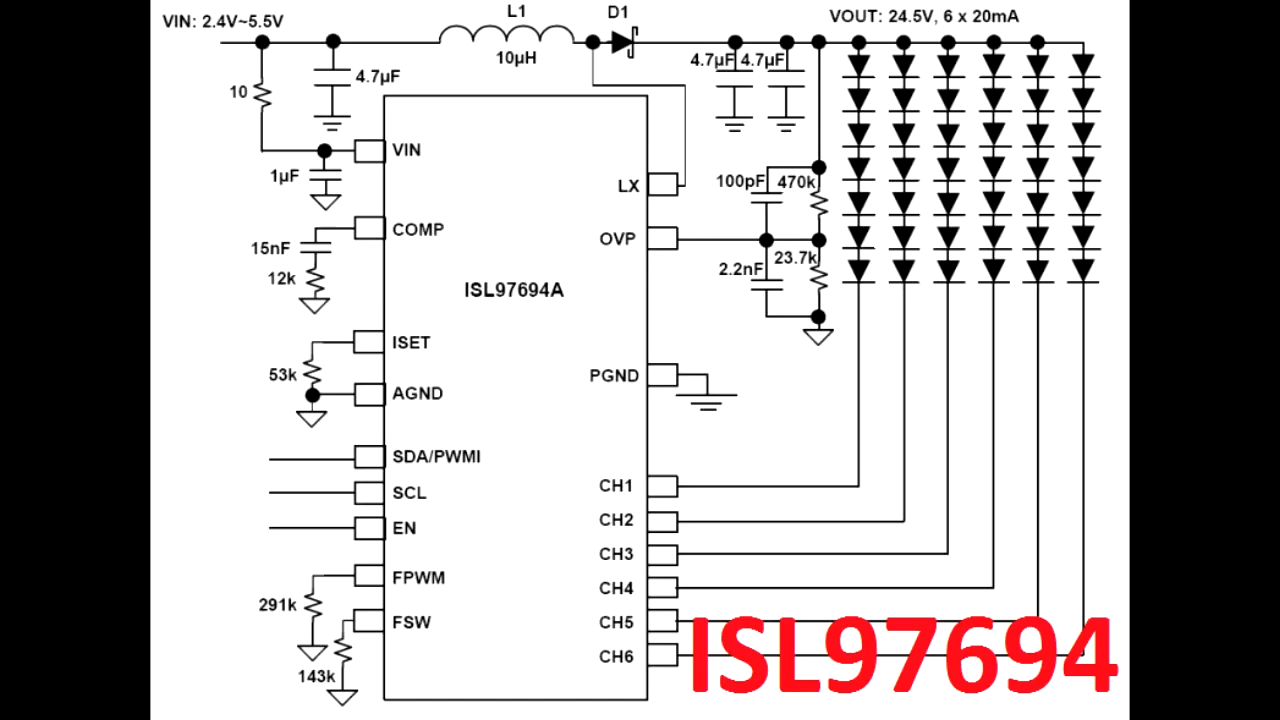 VIN: 2.4V~5.5V
L1
D1
VOUT: 24.5V, 6 x 20mA
10µH
4.7µF
4.7µF 4.7µF
10
VIN
1µF
LX
100pF 470k
COMP
OVP
15nF
23.7k
12k
2.2nF
ISL97694A
ISET
53k
PGND
AGND
SDA/PWMI
SCL
CH1
EN
CH2
CH3
FPWM
CH4
291k
FSW
CH5
CH6
143k
ISL97694